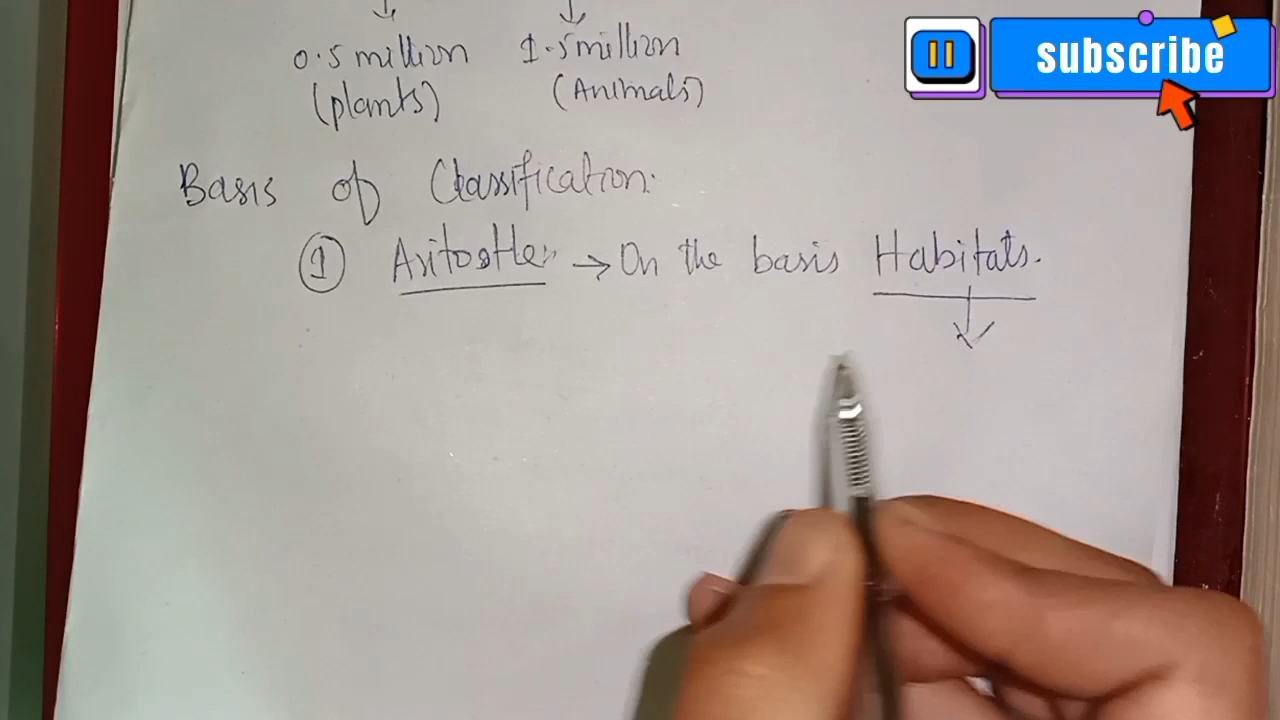 0.5 million 1.5 million
(plants) (Animals)
subscribe
Basis of Classification.
1 Aritostle → On the basis Habitats.